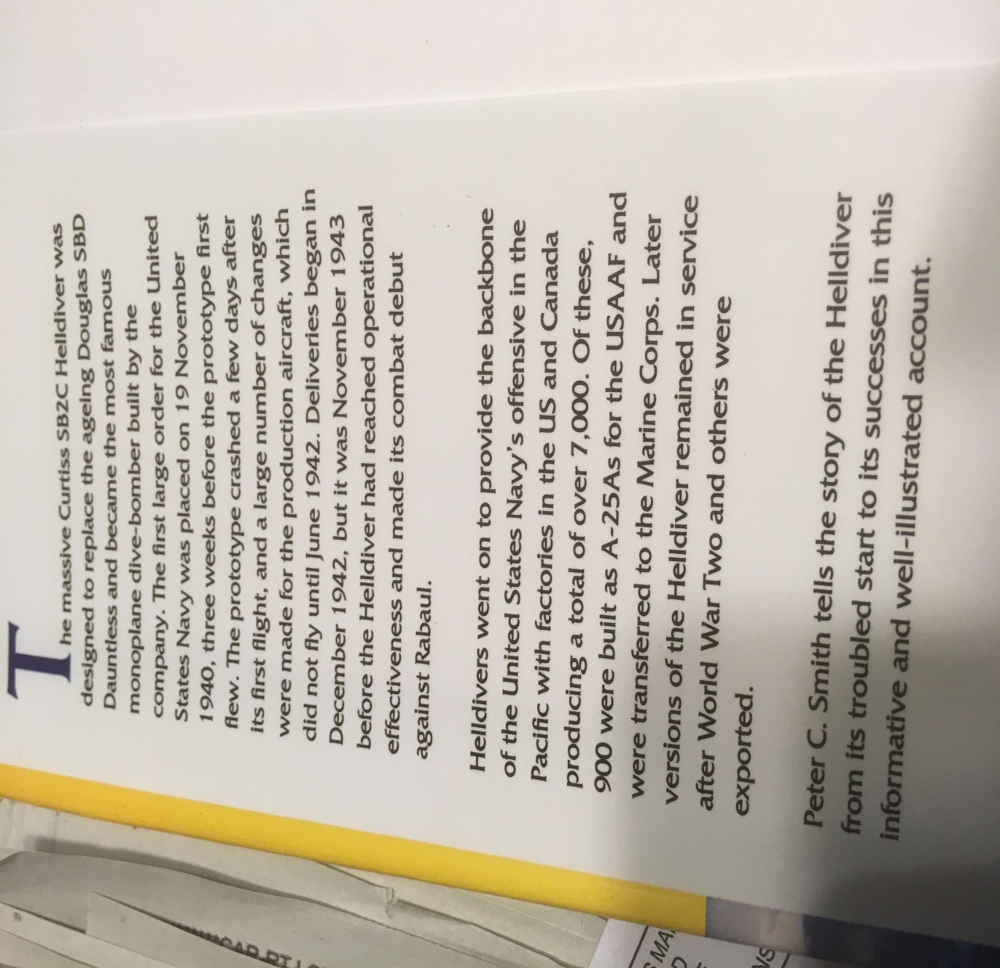 The massive Curtiss SB2C Helldiver was
designed to replace the ageing Douglas SBD
Dauntless and became the most famous
monoplane dive-bomber built by the
company. The first large order for the United
States Navy was placed on 19 November
1940, three weeks before the prototype first
flew. The prototype crashed a few days after
its first flight, and a large number of changes
were made for the production aircraft, which
did not fly until June 1942. Deliveries began in
December 1942, but it was November 1943
before the Helldiver had reached operational
effectiveness and made its combat debut
against Rabaul.
Helldivers went on to provide the backbone
of the United States Navy's offensive in the
Pacific with factories in the US and Canada
producing a total of over 7,000. Of these,
900 were built as A-25As for the USAAF and
were transferred to the Marine Corps. Later
versions of the Helldiver remained in service
after World War Two and others were
exported.
Peter C. Smith tells the story of the Helldiver
from its troubled start to its successes in this
informative and well-illustrated account.